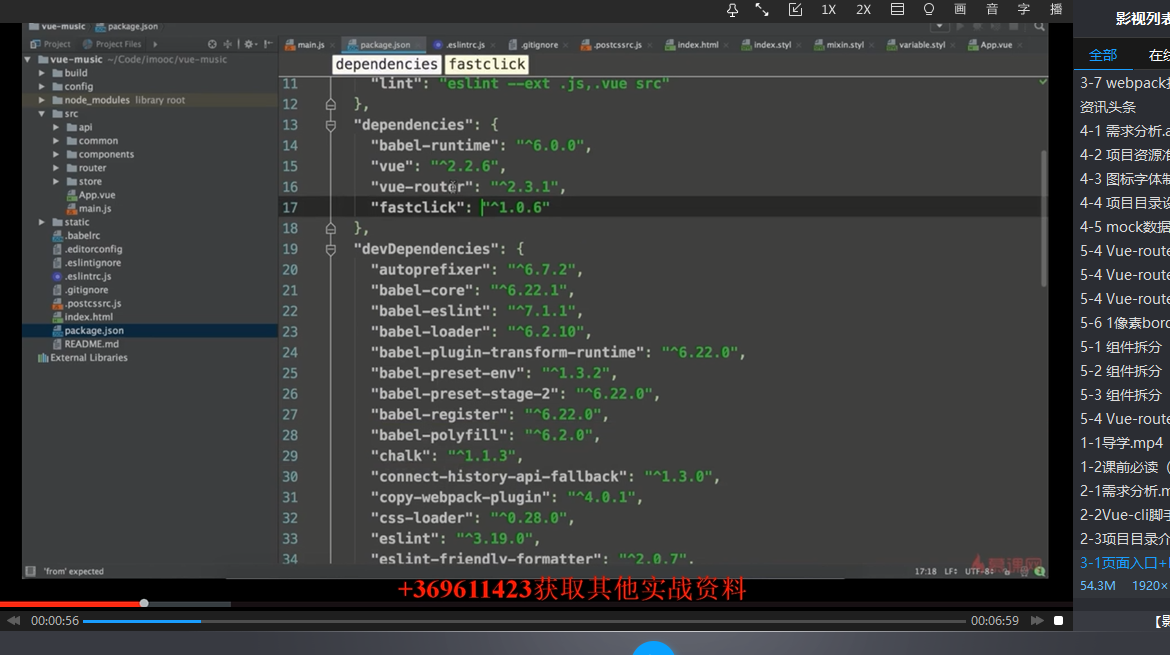 1X 2X 画 音 字 播
影视列表
vue-music package.json
Project Project Files
main.js package.json .eslintrc.js .gitignore .postcssrc.js index.html index.styl mixin.styl variable.styl App.vue
dependencies fastclick
vue-music ~/Code/imooc/vue-music
build
config
node_modules library root
src
api
common
components
router
store
App.vue
main.js
static
.babelrc
.editorconfig
.eslintignore
.eslintrc.js
.gitignore
.postcssrc.js
index.html
package.json
README.md
External Libraries
11 "lint": "eslint --ext .js,.vue src"
12 },
13 "dependencies": {
14 "babel-runtime": "^6.0.0",
15 "vue": "^2.2.6",
16 "vue-router": "^2.3.1",
17 "fastclick": "^1.0.6"
18 },
19 "devDependencies": {
20 "autoprefixer": "^6.7.2",
21 "babel-core": "^6.22.1",
22 "babel-eslint": "^7.1.1",
23 "babel-loader": "^6.2.10",
24 "babel-plugin-transform-runtime": "^6.22.0",
25 "babel-preset-env": "^1.3.2",
26 "babel-preset-stage-2": "^6.22.0",
27 "babel-register": "^6.22.0",
28 "babel-polyfill": "^6.2.0",
29 "chalk": "^1.1.3",
30 "connect-history-api-fallback": "^1.3.0",
31 "copy-webpack-plugin": "^4.0.1",
32 "css-loader": "^0.28.0",
33 "eslint": "^3.19.0",
34 "eslint-friendly-formatter": "^2.0.7",
'from' expected
17:18 LF÷ UTF-8÷
慕课网
+369611423获取其他实战资料
00:00:56 00:06:59
全部 在线
3-7 webpack
资讯头条
4-1 需求分析.
4-2 项目资源准
4-3 图标字体制
4-4 项目目录设
4-5 mock数据
5-4 Vue-route
5-4 Vue-route
5-4 Vue-route
5-6 1像素bord
5-1 组件拆分
5-2 组件拆分
5-3 组件拆分
5-4 Vue-route
1-1导学.mp4
1-2课前必读（
2-1需求分析.m
2-2Vue-cli脚手
2-3项目目录介
3-1页面入口+
54.3M 1920×
【影